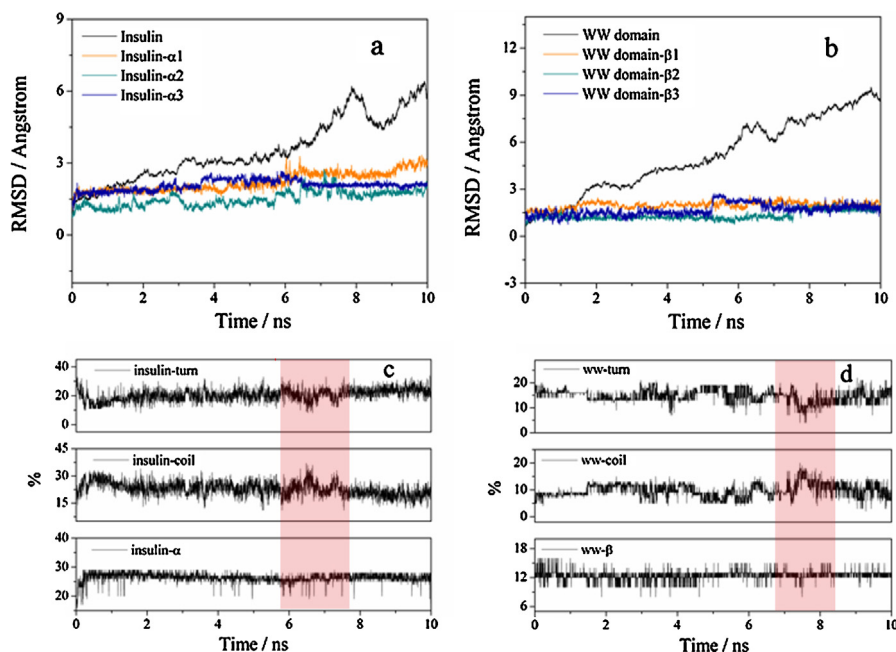 a
Insulin
Insulin-α1
Insulin-α2
Insulin-α3
RMSD / Angstrom
9
6
3
0
0 2 4 6 8 10
Time / ns
b
WW domain
WW domain-β1
WW domain-β2
WW domain-β3
RMSD / Angstrom
12
9
6
3
0
-3
0 2 4 6 8 10
Time / ns
c
%
insulin-turn
40
20
0
insulin-coil
45
30
15
insulin-α
40
30
20
0 2 4 6 8 10
Time / ns
d
%
ww-turn
20
10
0
ww-coil
20
10
0
ww-β
18
15
12
9
6
0 2 4 6 8 10
Time / ns